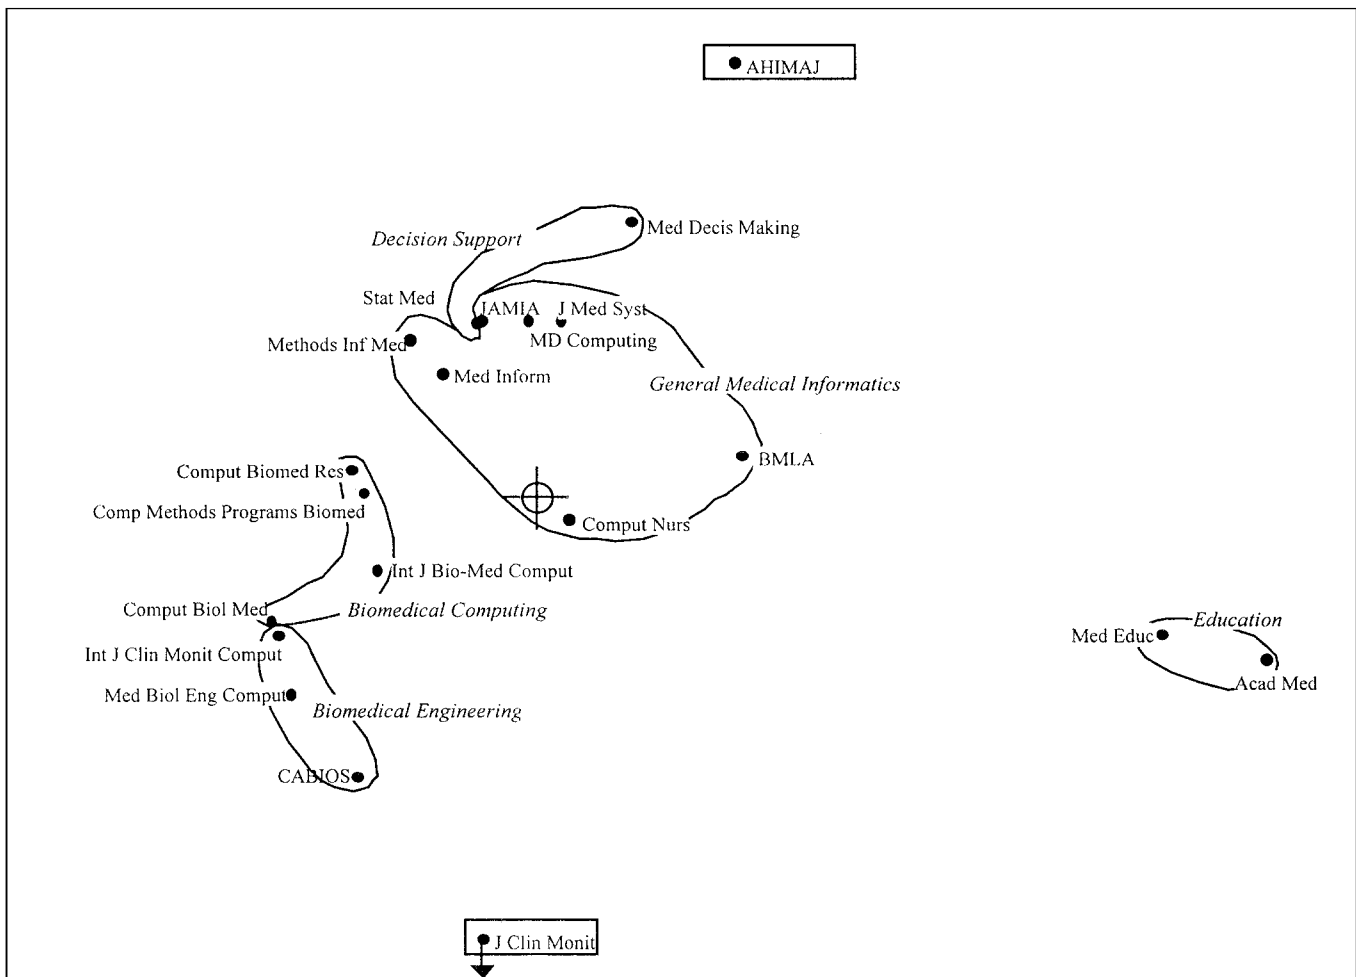 AHIMAJ
Med Decis Making
Decision Support
Stat Med
JAMIA
J Med Syst
Methods Inf Med
MD Computing
Med Inform
General Medical Informatics
BMLA
Comput Biomed Res
Comp Methods Programs Biomed
Comput Nurs
Int J Bio-Med Comput
Comput Biol Med
Biomedical Computing
Education
Med Educ
Int J Clin Monit Comput
Acad Med
Med Biol Eng Comput
Biomedical Engineering
CABIOS
J Clin Monit